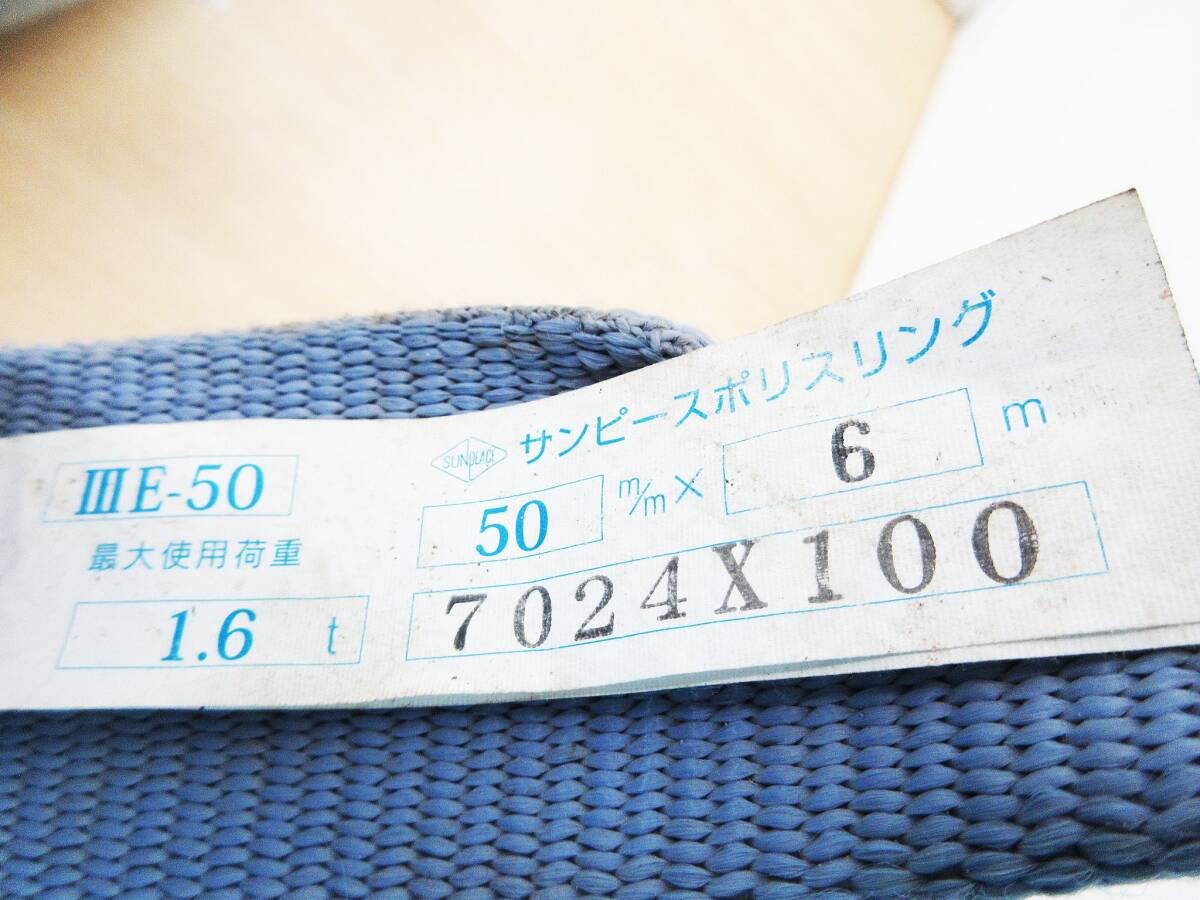 ⅢE-50
最大使用荷重
1.6 t
SUNPLACE サンピースポリスリング
50 m/m × 6 m
7024X100